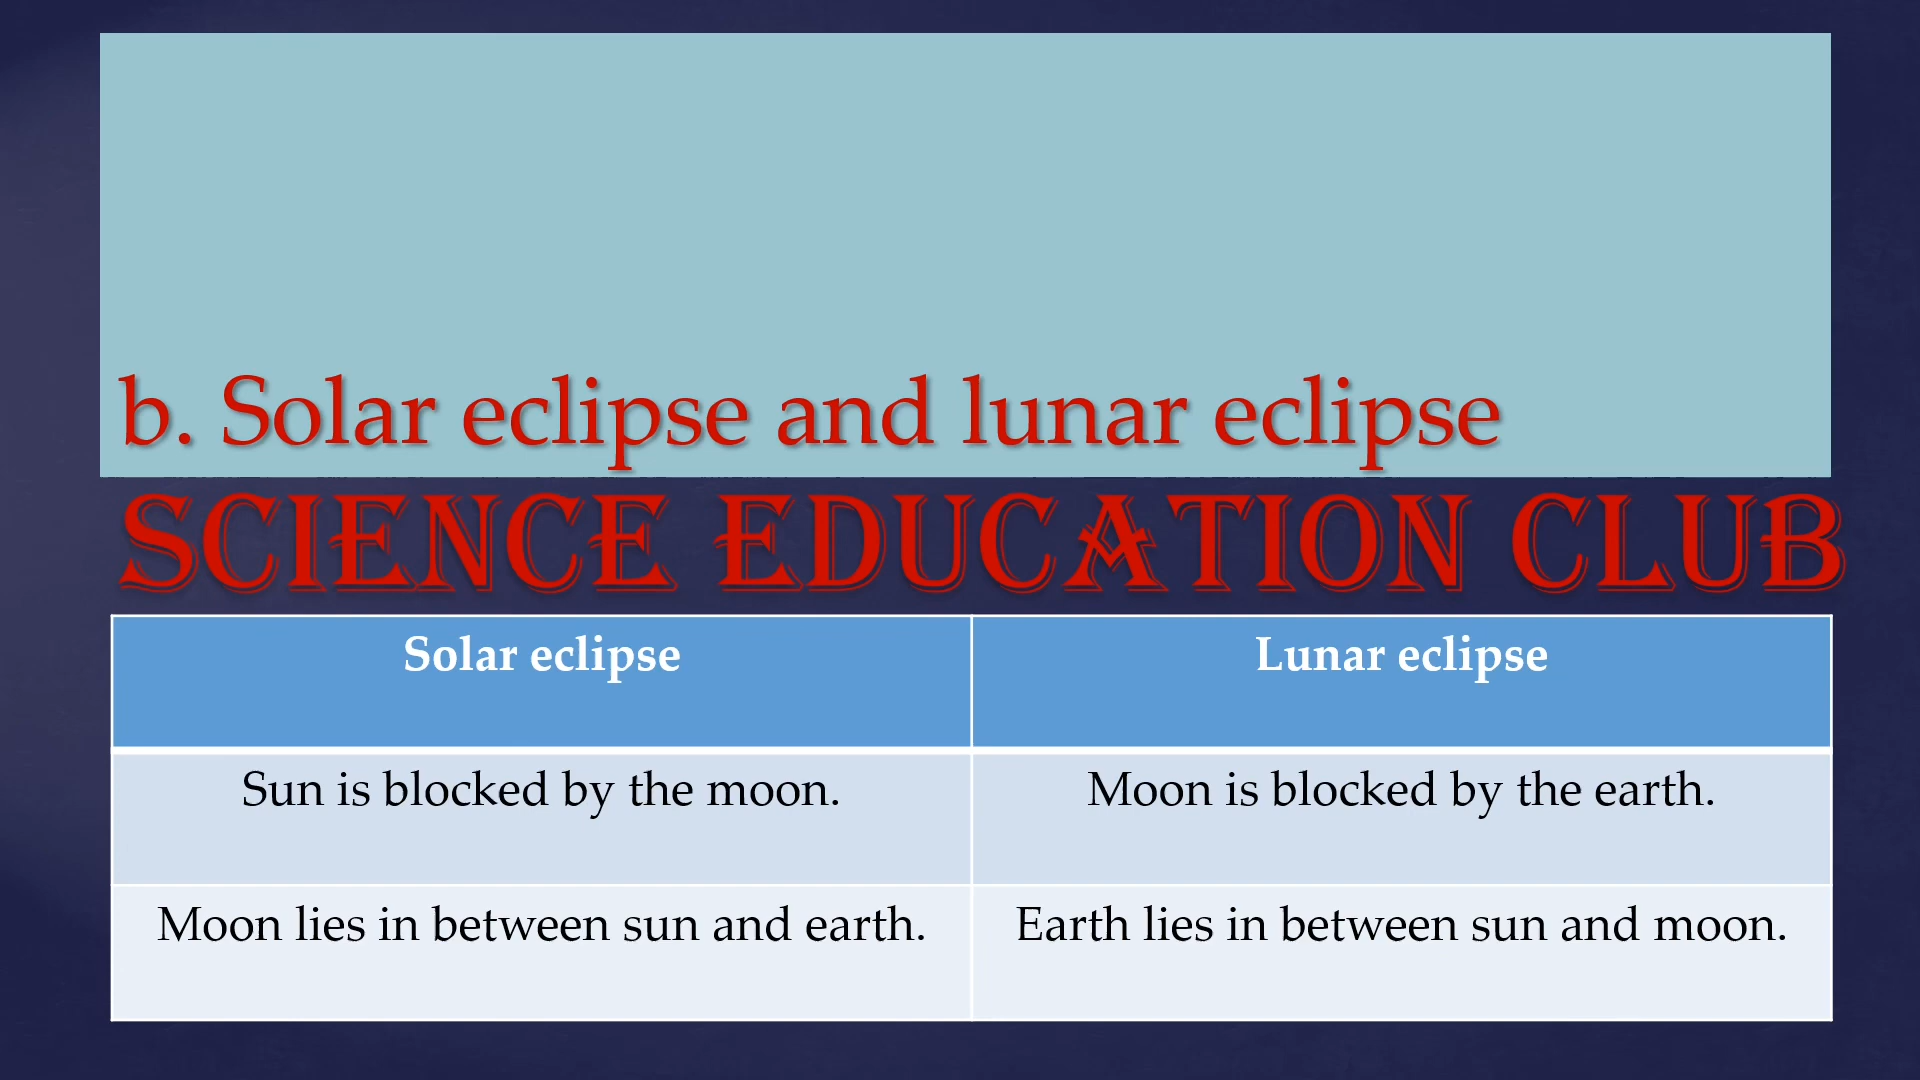 b. Solar eclipse and lunar eclipse
SCIENCE EDUCATION CLUB
Solar eclipse
Lunar eclipse
Sun is blocked by the moon.
Moon is blocked by the earth.
Moon lies in between sun and earth.
Earth lies in between sun and moon.